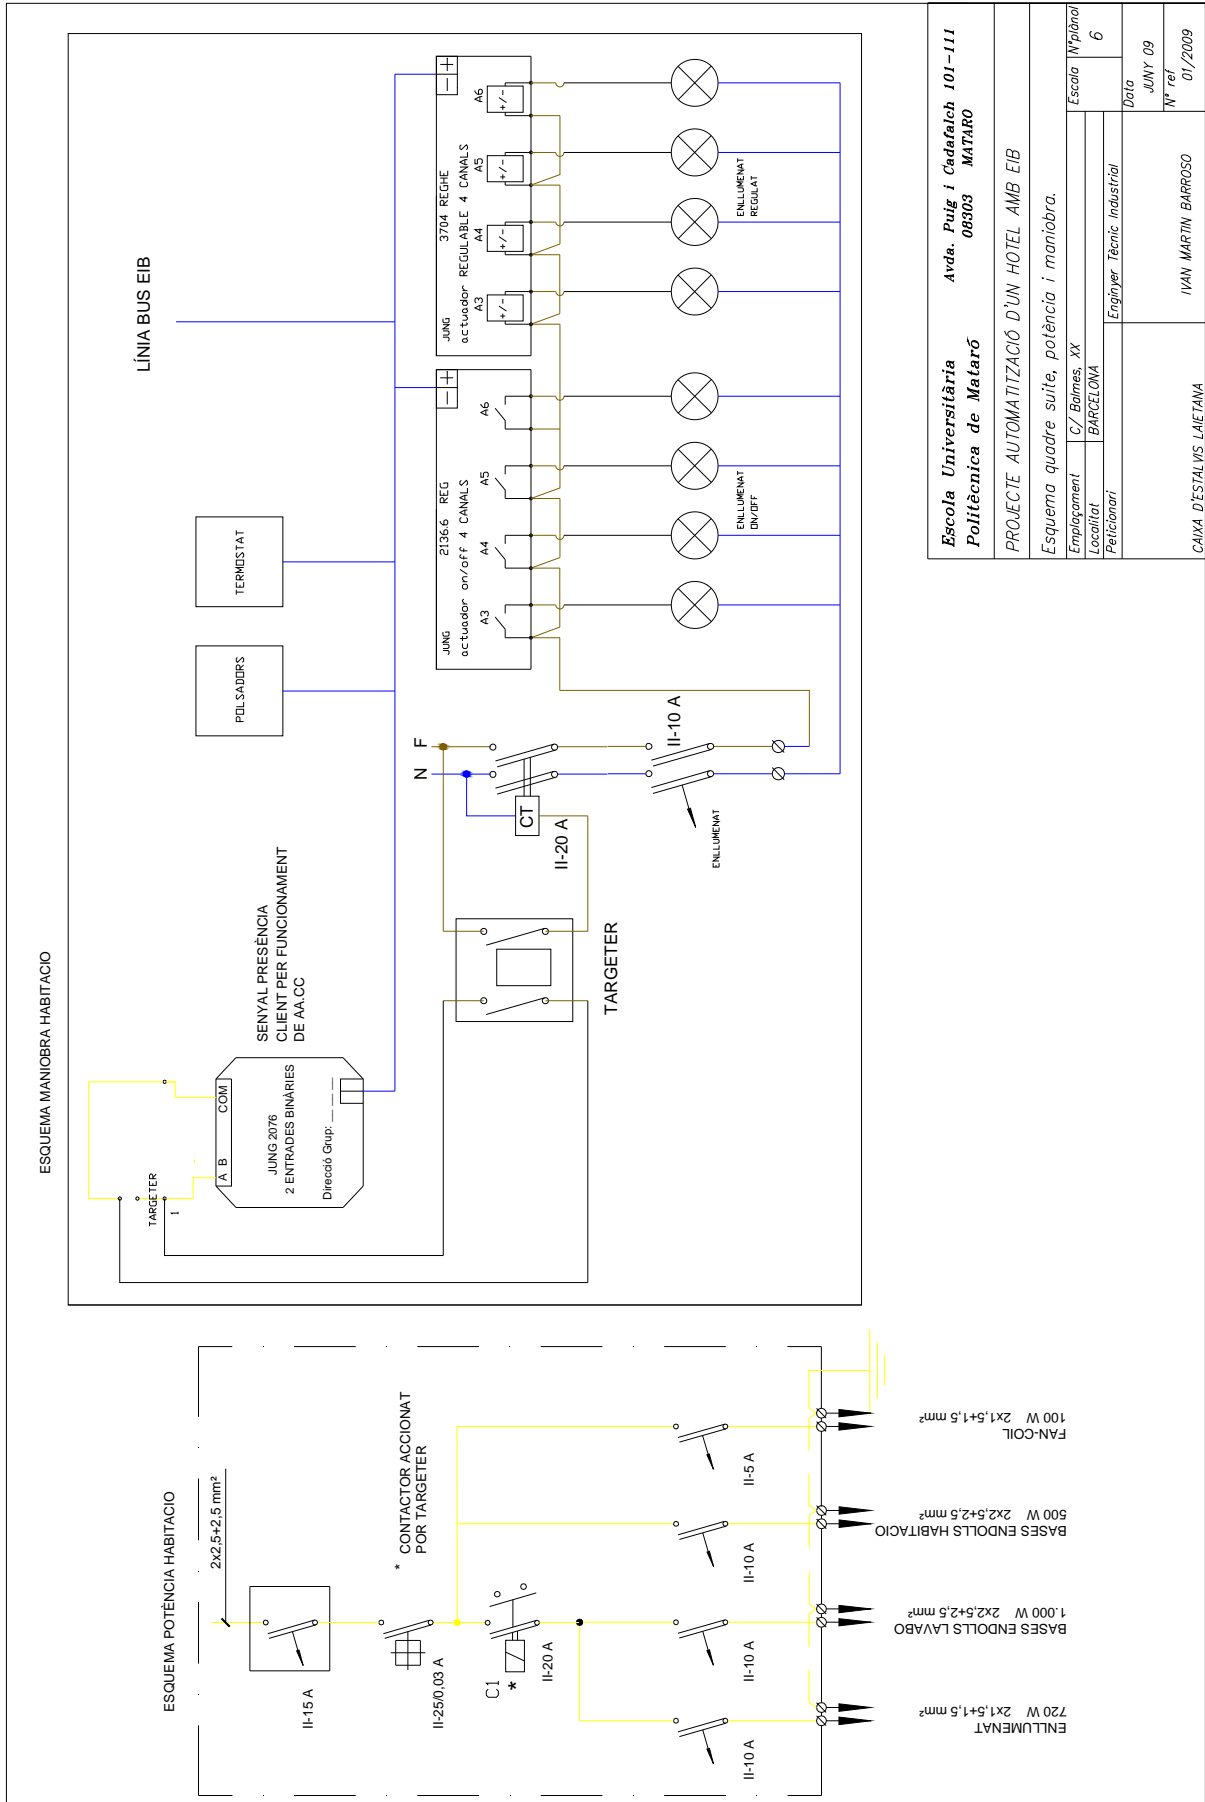 ESQUEMA POTÈNCIA HABITACIO
2x2,5+2,5 mm²
II-15 A
II-25/0,03 A
* CONTACTOR ACCIONAT
POR TARGETER
C1
*
II-20 A
II-10 A
II-10 A
II-10 A
II-5 A
ENLLUMENAT
720 W 2x1,5+1,5 mm²
BASES ENDOLLS LAVABO
1.000 W 2x2,5+2,5 mm²
BASES ENDOLLS HABITACIO
500 W 2x2,5+2,5 mm²
FAN-COIL
100 W 2x1,5+1,5 mm²
ESQUEMA MANIOBRA HABITACIO
TARGETER
1
A B COM
JUNG 2076
2 ENTRADES BINÀRIES
Direcció Grup: __ __ __
SENYAL PRESÈNCIA
CLIENT PER FUNCIONAMENT
DE AA.CC
POLSADORS
TERMOSTAT
LÍNIA BUS EIB
TARGETER
N F
CT
II-20 A
II-10 A
ENLLUMENAT
JUNG 2136.6 REG
actuador on/off 4 CANALS
A3 A4 A5 A6
− +
ENLLUMENAT
ON/OFF
JUNG 3704 REGHE
actuador REGULABLE 4 CANALS
A3 A4 A5 A6
+/- +/- +/- +/-
− +
ENLLUMENAT
REGULAT
Escola Universitària Avda. Puig i Cadafalch 101-111
Politècnica de Mataró 08303 MATARO
PROJECTE AUTOMATITZACIÓ D'UN HOTEL AMB EIB
Esquema quadre suite, potència i maniobra.
Emplaçament C/ Balmes, XX
Localitat BARCELONA
Escala
Nºplànol
6
Peticionari
CAIXA D'ESTALVIS LAIETANA
Enginyer Tècnic Industrial
IVAN MARTIN BARROSO
Data
JUNY 09
Nº ref
01/2009